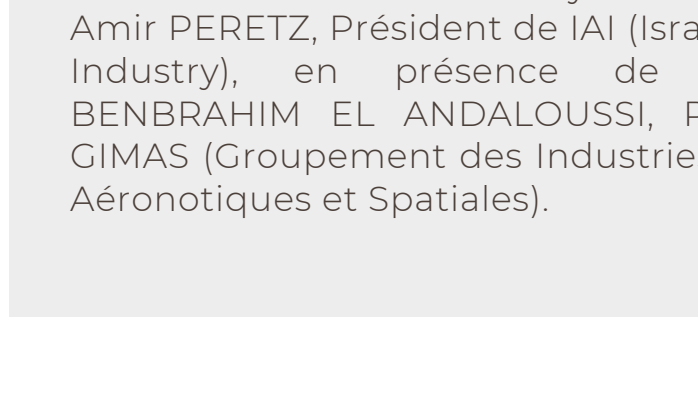 Amir PERETZ, Président de IAI (Isra
Industry), en présence de
BENBRAHIM EL ANDALOUSSI,
GIMAS (Groupement des Industrie
Aéronotiques et Spatiales).